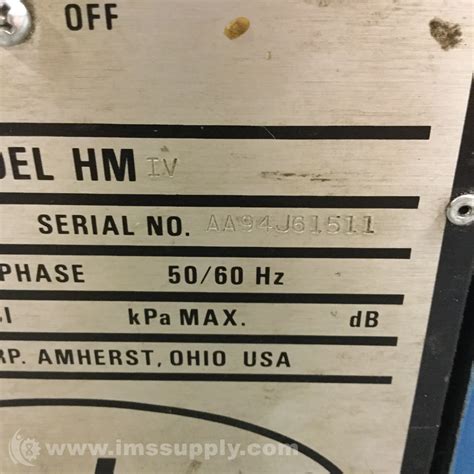 OFF
DEL HM IV
SERIAL NO. AA94J61511
PHASE 50/60 Hz
kPa MAX. dB
RP. AMHERST, OHIO USA
www.imssupply.com